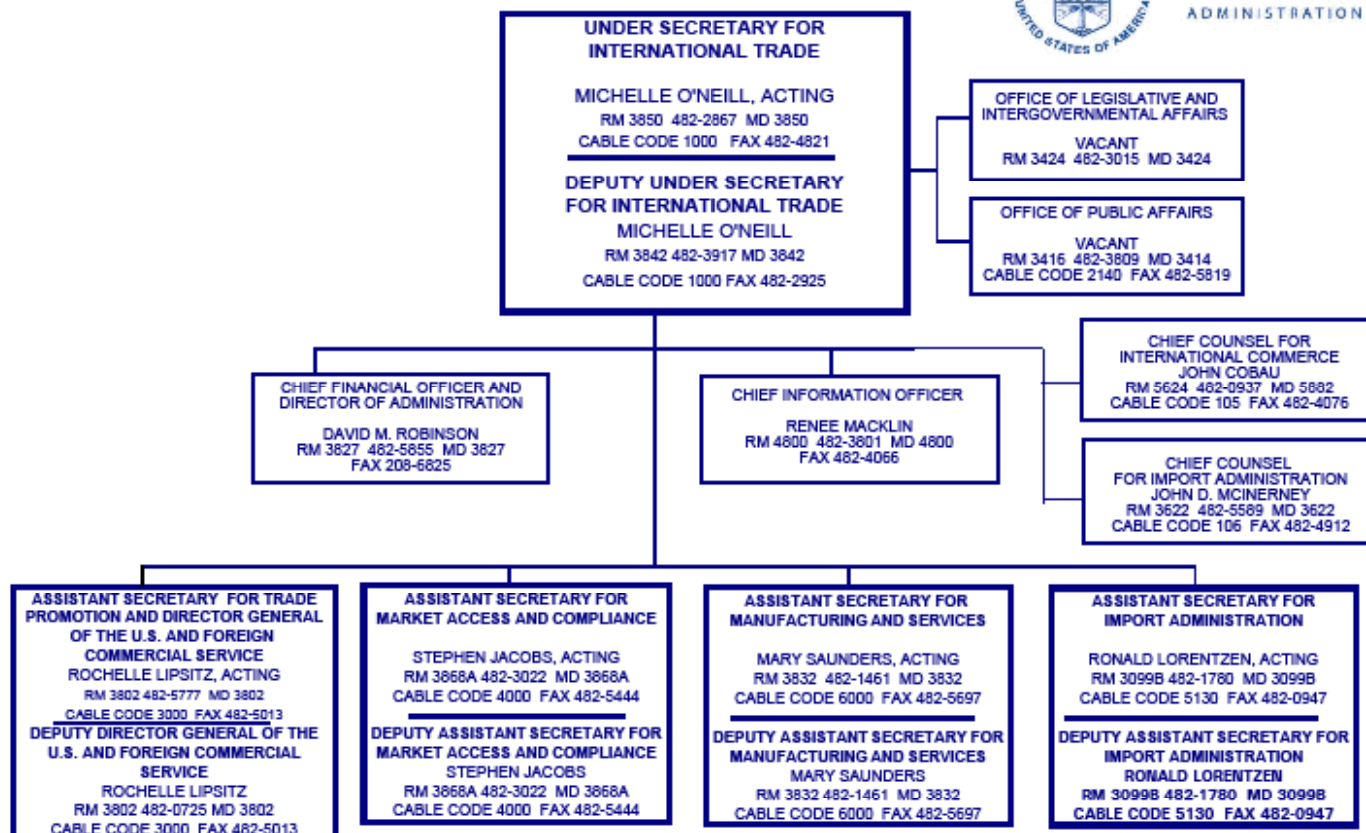 ADMINISTRATION
UNITED STATES OF AMERICA
UNDER SECRETARY FOR
INTERNATIONAL TRADE
MICHELLE O'NEILL, ACTING
RM 3850 482-2867 MD 3850
CABLE CODE 1000 FAX 482-4821
DEPUTY UNDER SECRETARY
FOR INTERNATIONAL TRADE
MICHELLE O'NEILL
RM 3842 482-3917 MD 3842
CABLE CODE 1000 FAX 482-2925
OFFICE OF LEGISLATIVE AND
INTERGOVERNMENTAL AFFAIRS
VACANT
RM 3424 482-3015 MD 3424
OFFICE OF PUBLIC AFFAIRS
VACANT
RM 3416 482-3809 MD 3414
CABLE CODE 2140 FAX 482-5819
CHIEF FINANCIAL OFFICER AND
DIRECTOR OF ADMINISTRATION
DAVID M. ROBINSON
RM 3827 482-5855 MD 3827
FAX 208-6825
CHIEF INFORMATION OFFICER
RENEE MACKLIN
RM 4800 482-3801 MD 4800
FAX 482-4066
CHIEF COUNSEL FOR
INTERNATIONAL COMMERCE
JOHN COBAU
RM 5624 482-0937 MD 5882
CABLE CODE 105 FAX 482-4076
CHIEF COUNSEL
FOR IMPORT ADMINISTRATION
JOHN D. MCINERNEY
RM 3622 482-5589 MD 3622
CABLE CODE 106 FAX 482-4912
ASSISTANT SECRETARY FOR TRADE
PROMOTION AND DIRECTOR GENERAL
OF THE U.S. AND FOREIGN
COMMERCIAL SERVICE
ROCHELLE LIPSITZ, ACTING
RM 3802 482-5777 MD 3802
CABLE CODE 3000 FAX 482-5013
DEPUTY DIRECTOR GENERAL OF THE
U.S. AND FOREIGN COMMERCIAL
SERVICE
ROCHELLE LIPSITZ
RM 3802 482-0725 MD 3802
CABLE CODE 3000 FAX 482-5013
ASSISTANT SECRETARY FOR
MARKET ACCESS AND COMPLIANCE
STEPHEN JACOBS, ACTING
RM 3868A 482-3022 MD 3868A
CABLE CODE 4000 FAX 482-5444
DEPUTY ASSISTANT SECRETARY FOR
MARKET ACCESS AND COMPLIANCE
STEPHEN JACOBS
RM 3868A 482-3022 MD 3868A
CABLE CODE 4000 FAX 482-5444
ASSISTANT SECRETARY FOR
MANUFACTURING AND SERVICES
MARY SAUNDERS, ACTING
RM 3832 482-1461 MD 3832
CABLE CODE 6000 FAX 482-5697
DEPUTY ASSISTANT SECRETARY FOR
MANUFACTURING AND SERVICES
MARY SAUNDERS
RM 3832 482-1461 MD 3832
CABLE CODE 6000 FAX 482-5697
ASSISTANT SECRETARY FOR
IMPORT ADMINISTRATION
RONALD LORENTZEN, ACTING
RM 3099B 482-1780 MD 3099B
CABLE CODE 5130 FAX 482-0947
DEPUTY ASSISTANT SECRETARY FOR
IMPORT ADMINISTRATION
RONALD LORENTZEN
RM 3099B 482-1780 MD 3099B
CABLE CODE 5130 FAX 482-0947